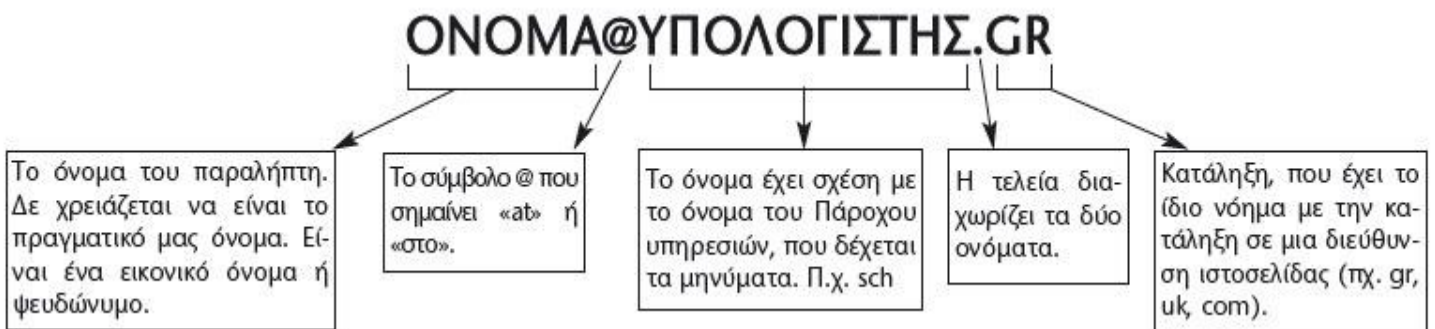 ΟΝΟΜΑ@ΥΠΟΛΟΓΙΣΤΗΣ.GR
Το όνομα του παραλήπτη.
Δε χρειάζεται να είναι το
πραγματικό μας όνομα. Εί-
ναι ένα εικονικό όνομα ή
ψευδώνυμο.
Το σύμβολο @ που
σημαίνει «at» ή
«στο».
Το όνομα έχει σχέση με
το όνομα του Πάροχου
υπηρεσιών, που δέχεται
τα μηνύματα. Π.χ. sch
Η τελεία δια-
χωρίζει τα δύο
ονόματα.
Κατάληξη, που έχει το
ίδιο νόημα με την κα-
τάληξη σε μια διεύθυν-
ση ιστοσελίδας (πχ. gr,
uk, com).